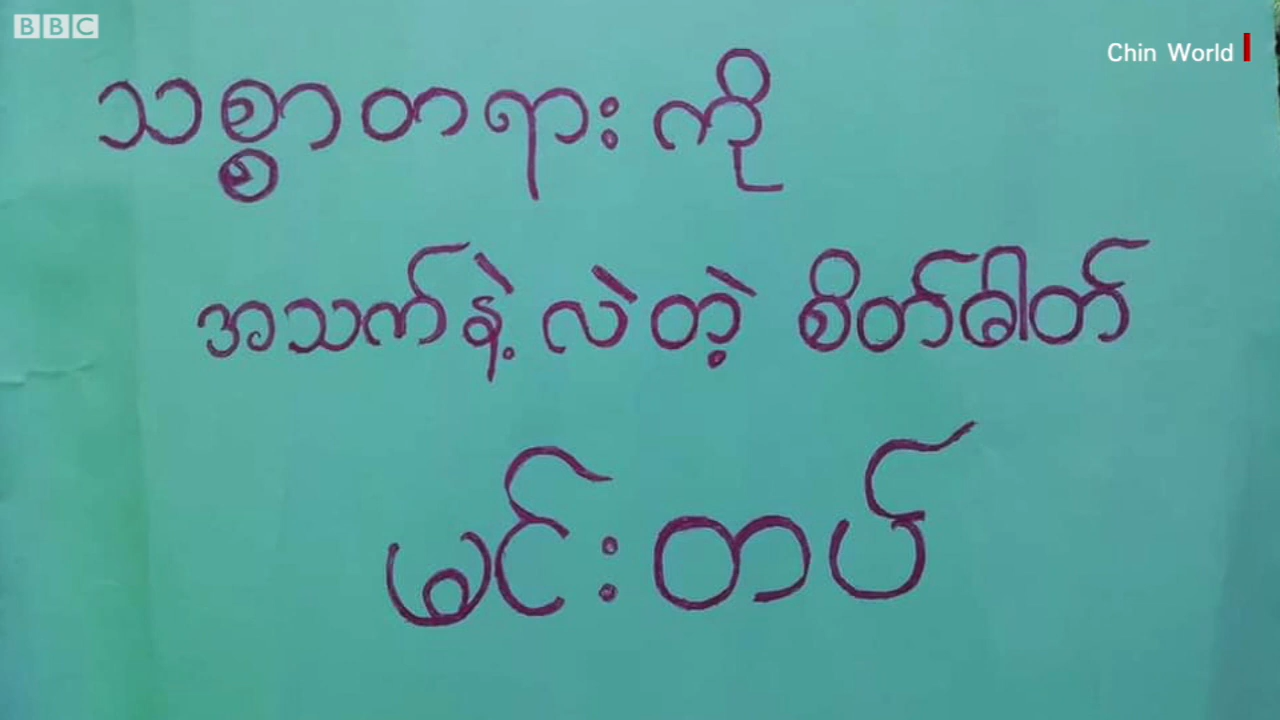 BBC
Chin World
သစ္စာတရားကို
အသက်နဲ့လဲတဲ့ စိတ်ဓါတ်
မင်းတပ်